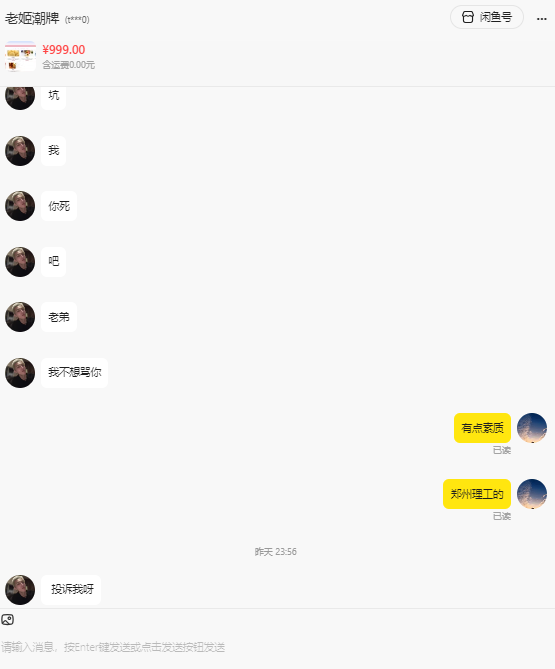 老姬潮牌 (t***0)
闲鱼号
¥999.00
含运费0.00元
坑
我
你死
吧
老弟
我不想骂你
有点素质
已读
郑州理工的
已读
昨天 23:56
投诉我呀
请输入消息，按Enter键发送或点击发送按钮发送